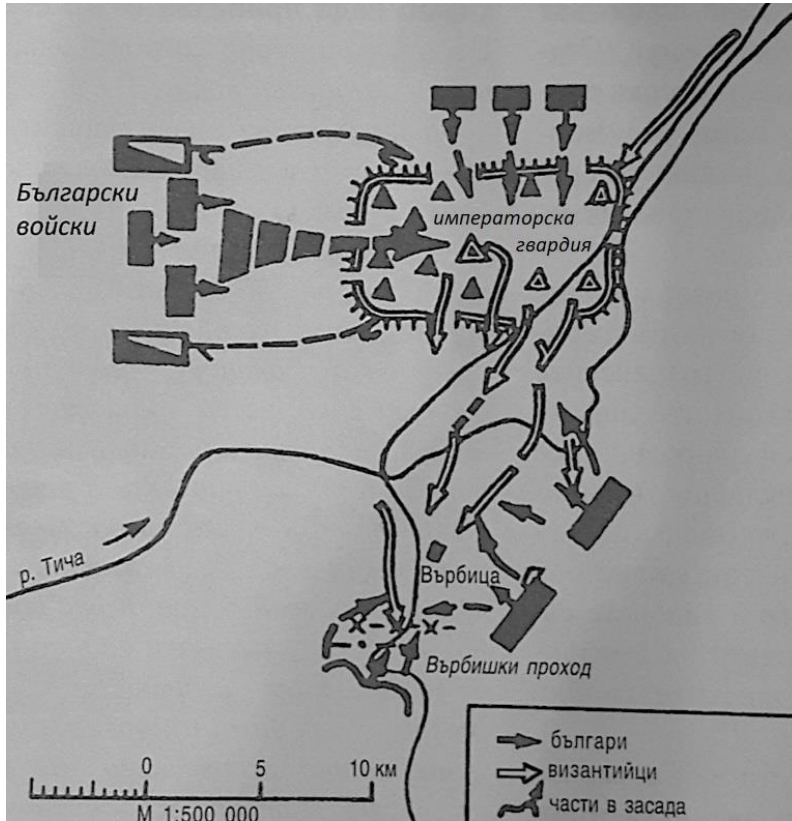 Български
войски
императорска
гвардия
р. Тича
Върбица
Върбишки проход
0 5 10 км
М 1:500 000
българи
византийци
части в засада